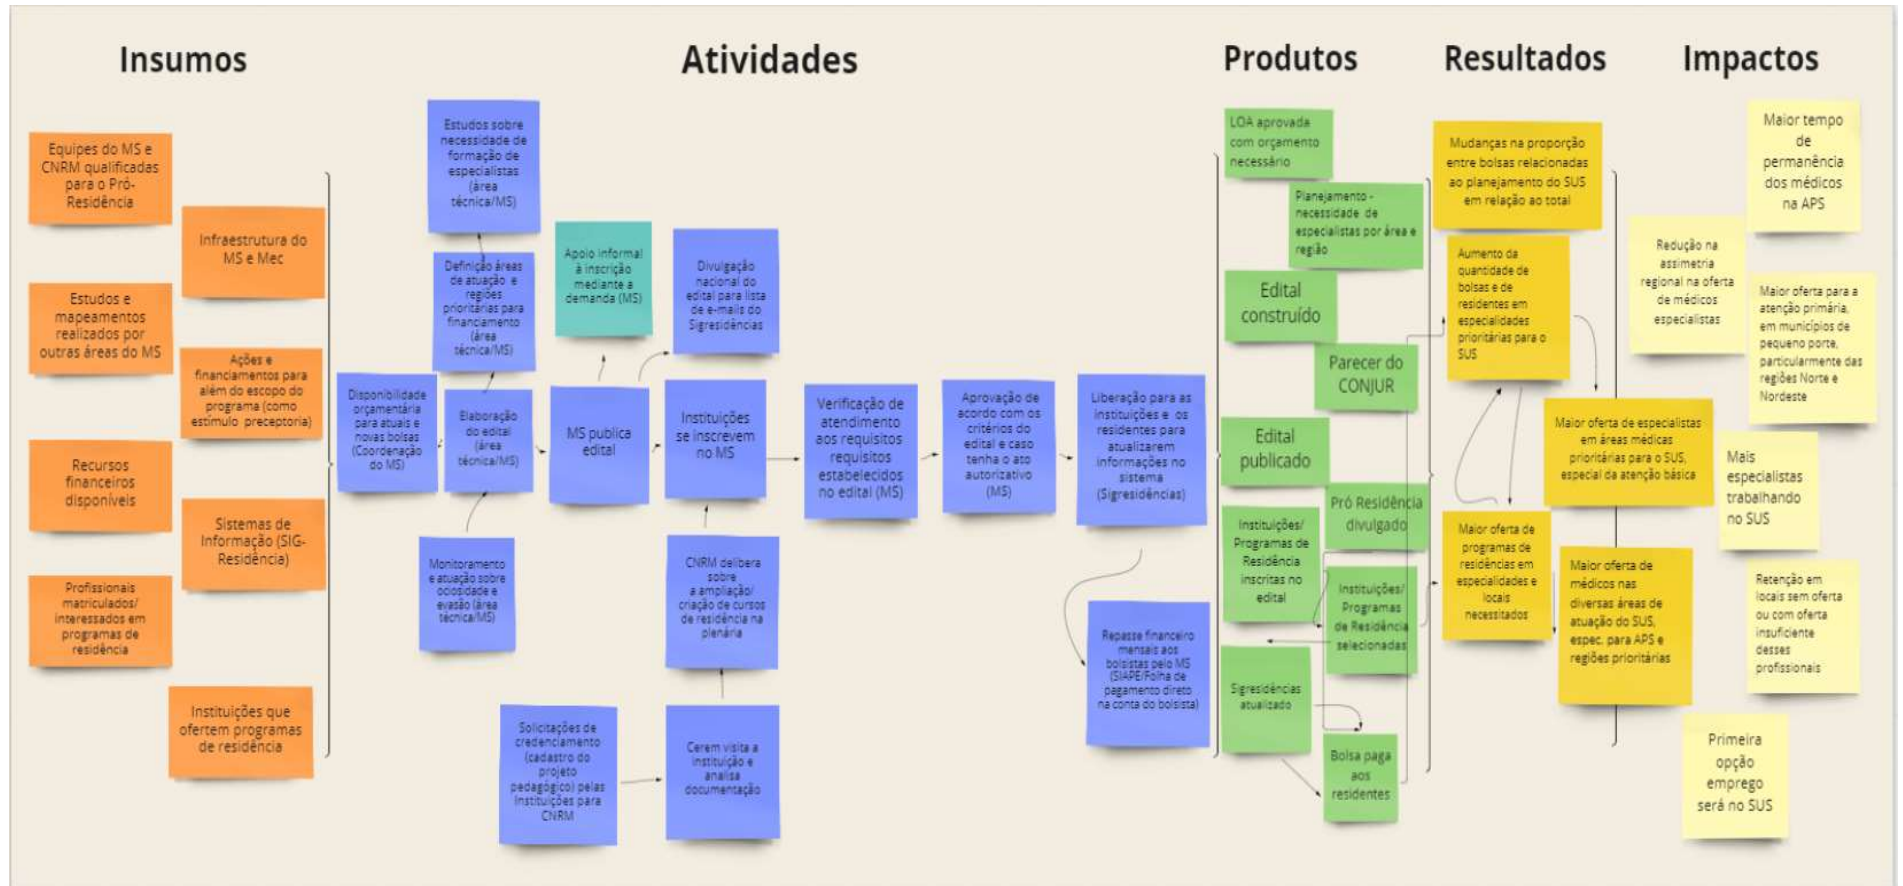 Insumos
Atividades
Produtos
Resultados
Impactos
Equipes do MS e
CNRM qualificadas
para o Pró-
Residência
Infraestrutura do
MS e Mec
Estudos e
mapeamentos
realizados por
outras áreas do MS
Ações e
financiamentos para
além do escopo do
programa (como
estímulo preceptoria)
Recursos
financeiros
disponíveis
Sistemas de
Informação (SIG-
Residência)
Profissionais
matriculados/
interessados em
programas de
residência
Instituições que
ofertem programas
de residência
Disponibilidade
orçamentária
para atuais e
novas bolsas
(Coordenação
do MS)
Estudos sobre
necessidade de
formação de
especialistas
(área
técnica/MS)
Definição áreas
de atuação e
regiões
prioritárias para
financiamento
(área
técnica/MS)
Elaboração
do edital
(área
técnica/MS)
Monitoramento
e atuação sobre
ociosidade e
evasão (área
técnica/MS)
Apoio informal
à inscrição
mediante a
demanda (MS)
MS publica
edital
Divulgação
nacional do
edital para lista
de e-mails do
Sigresidências
Instituições
se inscrevem
no MS
CNRM delibera
sobre
a ampliação/
criação de cursos
de residência na
plenária
Solicitações de
credenciamento
(cadastro do
projeto
pedagógico) pelas
Instituições para
CNRM
Cerem visita a
instituição e
analisa
documentação
Verificação de
atendimento
aos requisitos
requisitos
estabelecidos
no edital (MS)
Aprovação de
acordo com os
critérios do
edital e caso
tenha o ato
autorizativo
(MS)
Liberação para as
instituições e os
residentes para
atualizarem
informações no
sistema
(Sigresidências)
Repasse financeiro
mensais aos
bolsistas pelo MS
(SIAPE/Folha de
pagamento direto
na conta do bolsista)
LOA aprovada
com orçamento
necessário
Planejamento -
necessidade de
especialistas por área e
região
Edital
construído
Parecer do
CONJUR
Edital
publicado
Pró Residência
divulgado
Instituições/
Programas de
Residência
inscritas no
edital
Instituições/
Programas
de Residência
selecionadas
Sigresidências
atualizado
Bolsa paga
aos
residentes
Mudanças na proporção
entre bolsas relacionadas
ao planejamento do SUS
em relação ao total
Aumento da
quantidade de
bolsas e de
residentes em
especialidades
prioritárias para o
SUS
Maior oferta de especialistas
em áreas médicas
prioritárias para o SUS,
especial da atenção básica
Maior oferta de
programas de
residências em
especialidades e
locais
necessitados
Maior oferta de
médicos nas
diversas áreas de
atuação do SUS,
espec. para APS e
regiões prioritárias
Maior tempo
de
permanência
dos médicos
na APS
Redução na
assimetria
regional na oferta
de médicos
especialistas
Maior oferta para a
atenção primária,
em municípios de
pequeno porte,
particularmente das
regiões Norte e
Nordeste
Mais
especialistas
trabalhando
no SUS
Retenção em
locais sem oferta
ou com oferta
insuficiente
desses
profissionais
Primeira
opção
emprego
será no SUS